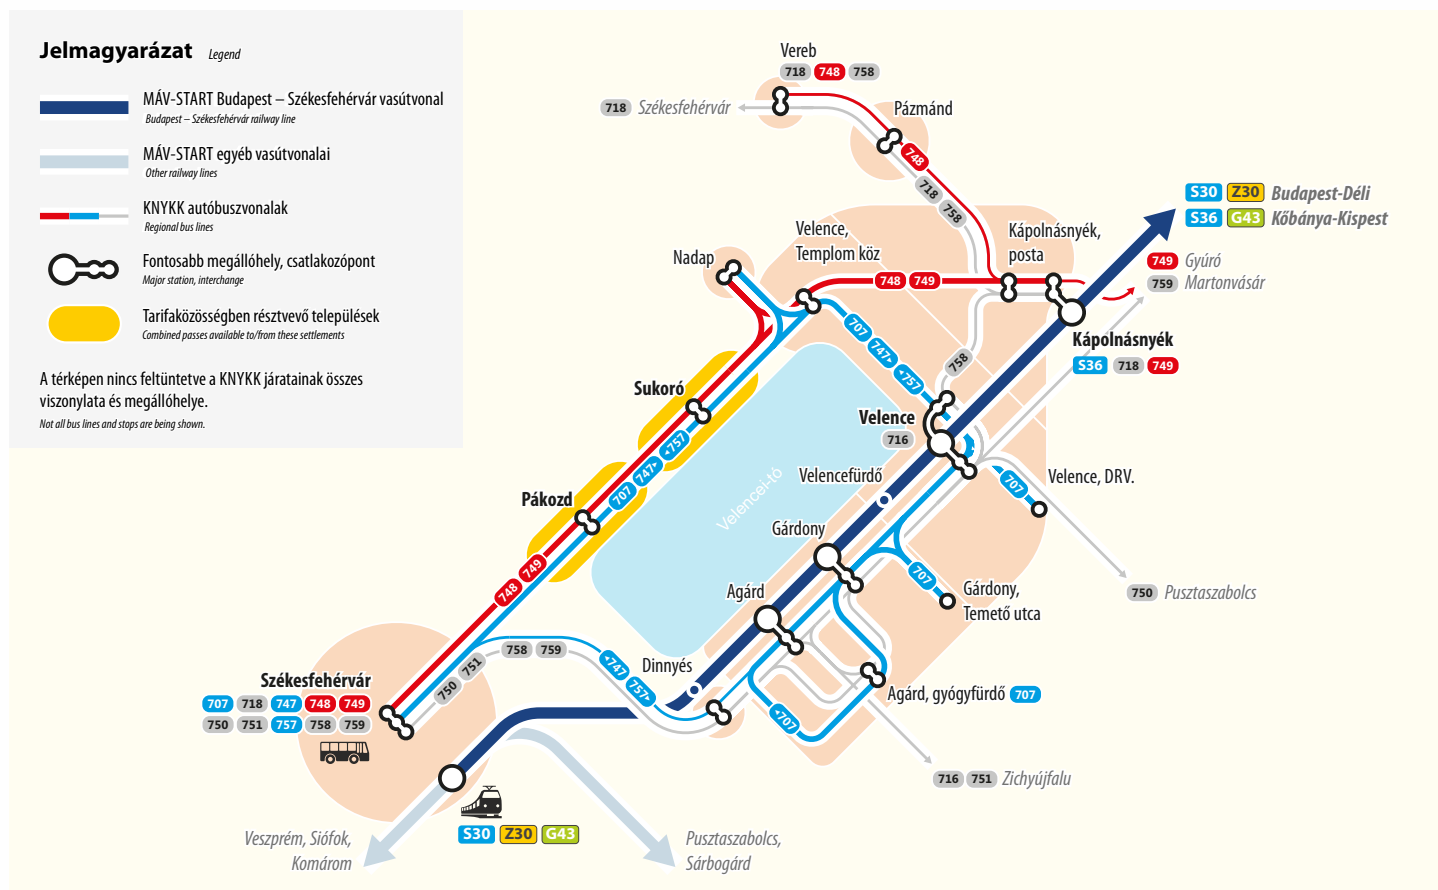 Jelmagyarázat Legend
MÁV-START Budapest – Székesfehérvár vasútvonal
Budapest – Székesfehérvár railway line
MÁV-START egyéb vasútvonalai
Other railway lines
KNYKK autóbuszvonalak
Regional bus lines
Fontosabb megállóhely, csatlakozópont
Major station, interchange
Tarifaközösségben résztvevő települések
Combined passes available to/from these settlements
A térképen nincs feltüntetve a KNYKK járatainak összes
viszonylata és megállóhelye.
Not all bus lines and stops are being shown.
Vereb
718 748 758
718 Székesfehérvár
Pázmánd
748
718
758
S30 Z30 Budapest-Déli
S36 G43 Kőbánya-Kispest
Velence,
Templom köz
Kápolnásnyék,
posta
Nadap
749 Gyúró
759 Martonvásár
748 749
707
747
757
758
Kápolnásnyék
S36 718 749
Sukoró
Velence
716
757
747
707
Velencei-tó
Velencefürdő
Velence, DRV.
707
Pákozd
Gárdony
749
748
707
Agárd
Gárdony,
Temető utca
750 Pusztaszabolcs
758 759
751
750
747
757
Dinnyés
Székesfehérvár
707 718 747 748 749
750 751 757 758 759
Agárd, gyógyfürdő 707
707
716 751 Zichyújfalu
S30 Z30 G43
Veszprém, Siófok,
Komárom
Pusztaszabolcs,
Sárbogárd